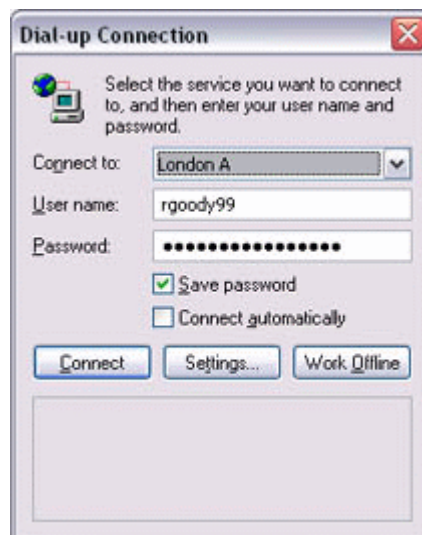 Dial-up Connection
Select the service you want to connect
to, and then enter your user name and
password.
Connect to: London A
User name: rgoody99
Password: ••••••••••••••••
Save password
Connect automatically
Connect Settings... Work Offline